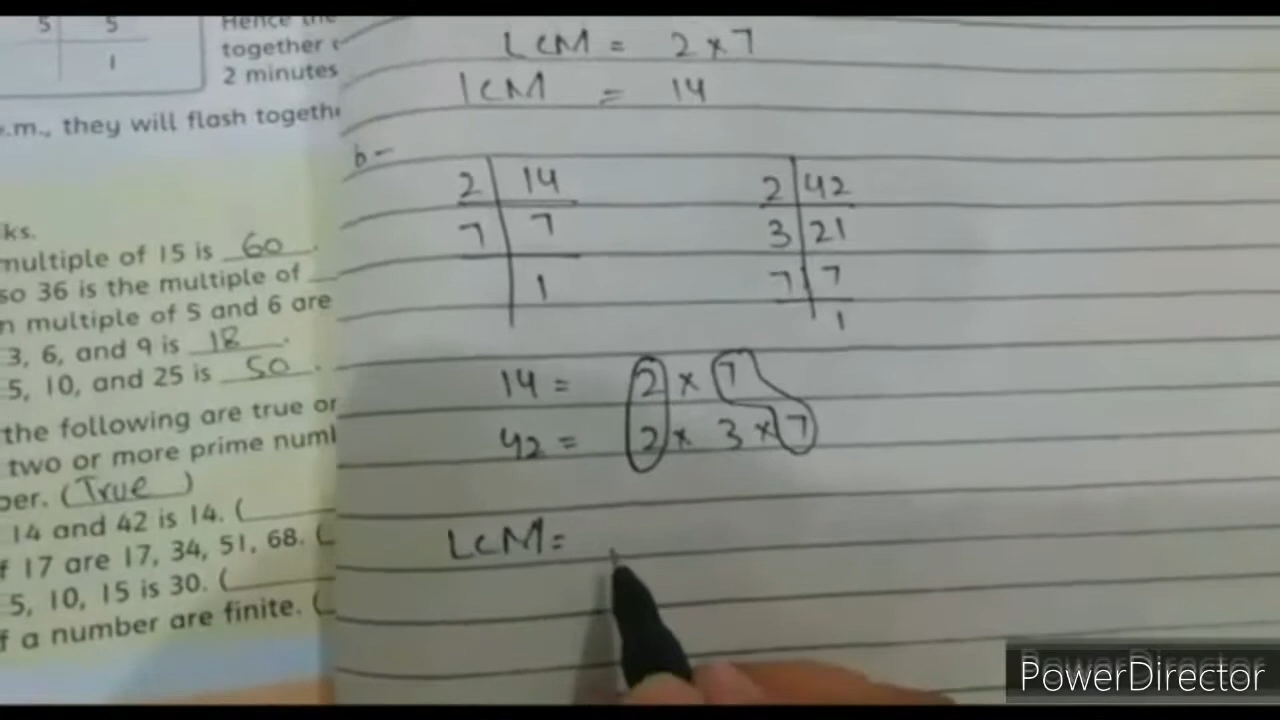 5 5
1
Hence the
together
2 minutes
.m., they will flash togeth
ks.
multiple of 15 is 60.
so 36 is the multiple of
n multiple of 5 and 6 are
3, 6, and 9 is 18.
5, 10, and 25 is 50.
the following are true or
two or more prime num
ber. (True)
14 and 42 is 14. (
f 17 are 17, 34, 51, 68. (
5, 10, 15 is 30. (
f a number are finite. (
LCM = 2 × 7
LCM = 14
b-
2 14
7 7
1
2 42
3 21
7 7
1
14 = 2 × 7
42 = 2 × 3 × 7
LCM =
PowerDirector